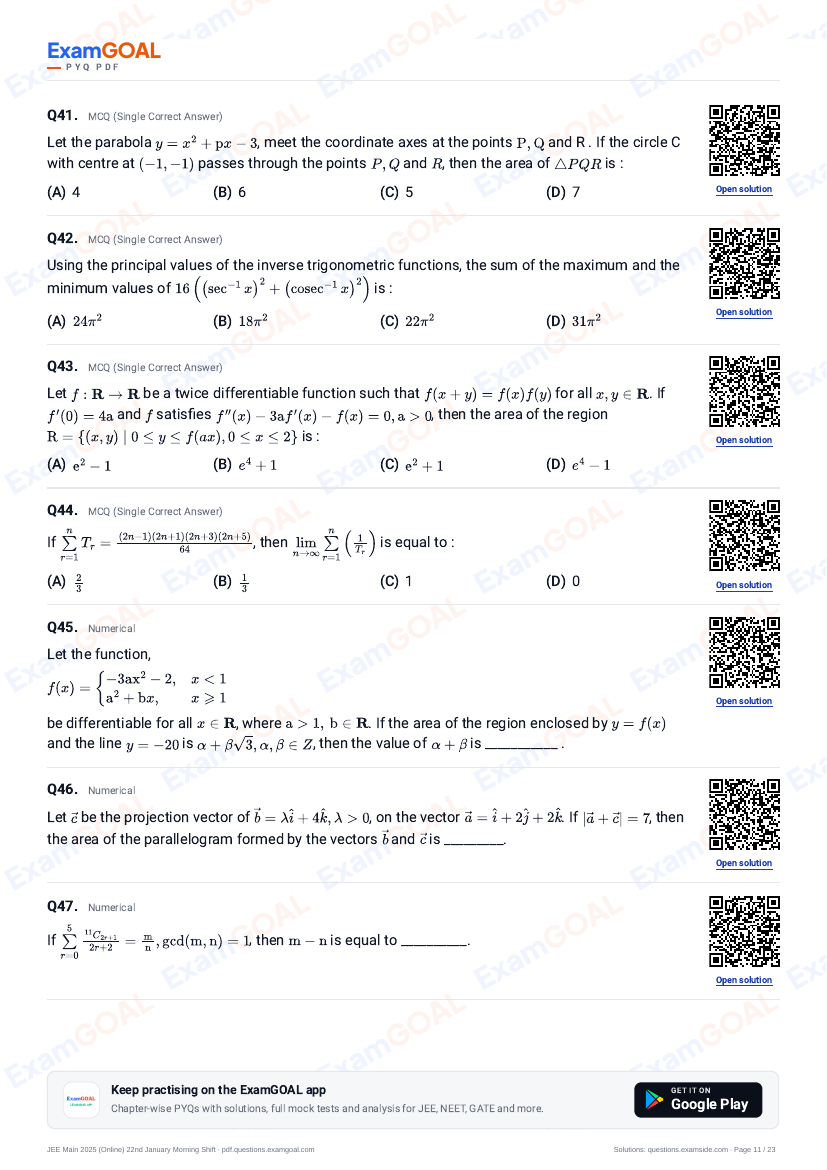 ExamGOAL
PYQ PDF
Q41. MCQ (Single Correct Answer)
Let the parabola y = x² + px − 3, meet the coordinate axes at the points P, Q and R . If the circle C
with centre at (−1, −1) passes through the points P, Q and R, then the area of △PQR is :
(A) 4 (B) 6 (C) 5 (D) 7
Open solution
Q42. MCQ (Single Correct Answer)
Using the principal values of the inverse trigonometric functions, the sum of the maximum and the
minimum values of 16 ((sec⁻¹ x)² + (cosec⁻¹ x)²) is :
(A) 24π² (B) 18π² (C) 22π² (D) 31π²
Open solution
Q43. MCQ (Single Correct Answer)
Let f : R → R be a twice differentiable function such that f(x + y) = f(x)f(y) for all x, y ∈ R. If
f′(0) = 4a and f satisfies f′′(x) − 3af′(x) − f(x) = 0, a > 0, then the area of the region
R = {(x, y) | 0 ≤ y ≤ f(ax), 0 ≤ x ≤ 2} is :
(A) e² − 1 (B) e⁴ + 1 (C) e² + 1 (D) e⁴ − 1
Open solution
Q44. MCQ (Single Correct Answer)
If ∑_{r=1}^{n} T_r = (2n−1)(2n+1)(2n+3)(2n+5)/64, then lim_{n→∞} ∑_{r=1}^{n} (1/T_r) is equal to :
(A) 2/3 (B) 1/3 (C) 1 (D) 0
Open solution
Q45. Numerical
Let the function,
f(x) = { −3ax² − 2, x < 1
a² + bx, x ⩾ 1
be differentiable for all x ∈ R, where a > 1, b ∈ R. If the area of the region enclosed by y = f(x)
and the line y = −20 is α + β√3, α, β ∈ Z, then the value of α + β is ___________ .
Open solution
Q46. Numerical
Let c⃗ be the projection vector of b⃗ = λî + 4k̂, λ > 0, on the vector a⃗ = î + 2ĵ + 2k̂. If |a⃗ + c⃗| = 7, then
the area of the parallelogram formed by the vectors b⃗ and c⃗ is _________.
Open solution
Q47. Numerical
If ∑_{r=0}^{5} ¹¹C_{2r+1}/(2r+2) = m/n, gcd(m, n) = 1, then m − n is equal to __________.
Open solution
Keep practising on the ExamGOAL app
Chapter-wise PYQs with solutions, full mock tests and analysis for JEE, NEET, GATE and more.
GET IT ON
Google Play
JEE Main 2025 (Online) 22nd January Morning Shift · pdf.questions.examgoal.com
Solutions: questions.examside.com · Page 11 / 23